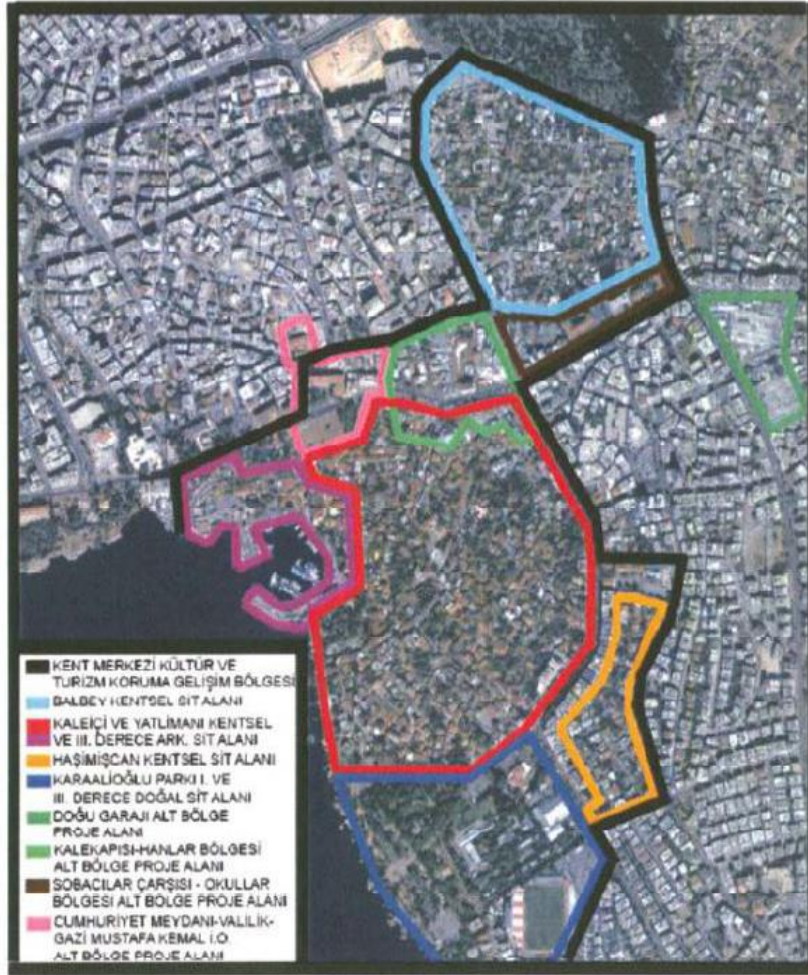 KENT MERKEZİ KÜLTÜR VE
TURİZM KORUMA GELİŞİM BÖLGESİ
BALBEY KENTSEL SİT ALANI
KALEİÇİ VE YATLİMANI KENTSEL
VE III. DERECE ARK. SİT ALANI
HAŞİMİŞCAN KENTSEL SİT ALANI
KARAALİOĞLU PARKI I. VE
III. DERECE DOĞAL SİT ALANI
DOĞU GARAJI ALT BÖLGE
PROJE ALANI
KALEKAPISI-HANLAR BÖLGESİ
ALT BÖLGE PROJE ALANI
SOBACILAR ÇARŞISI - OKULLAR
BÖLGESİ ALT BÖLGE PROJE ALANI
CUMHURİYET MEYDANI-VALİLİK-
GAZİ MUSTAFA KEMAL İ.O.
ALT BÖLGE PROJE ALANI